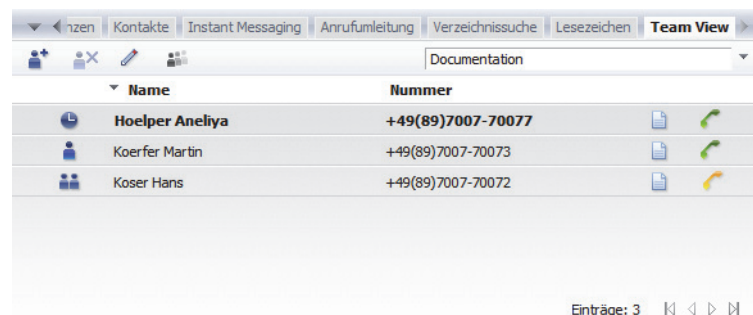 nzen Kontakte Instant Messaging Anrufumleitung Verzeichnissuche Lesezeichen Team View
Documentation
Name Nummer
Hoelper Aneliya +49(89)7007-70077
Koerfer Martin +49(89)7007-70073
Koser Hans +49(89)7007-70072
Einträge: 3